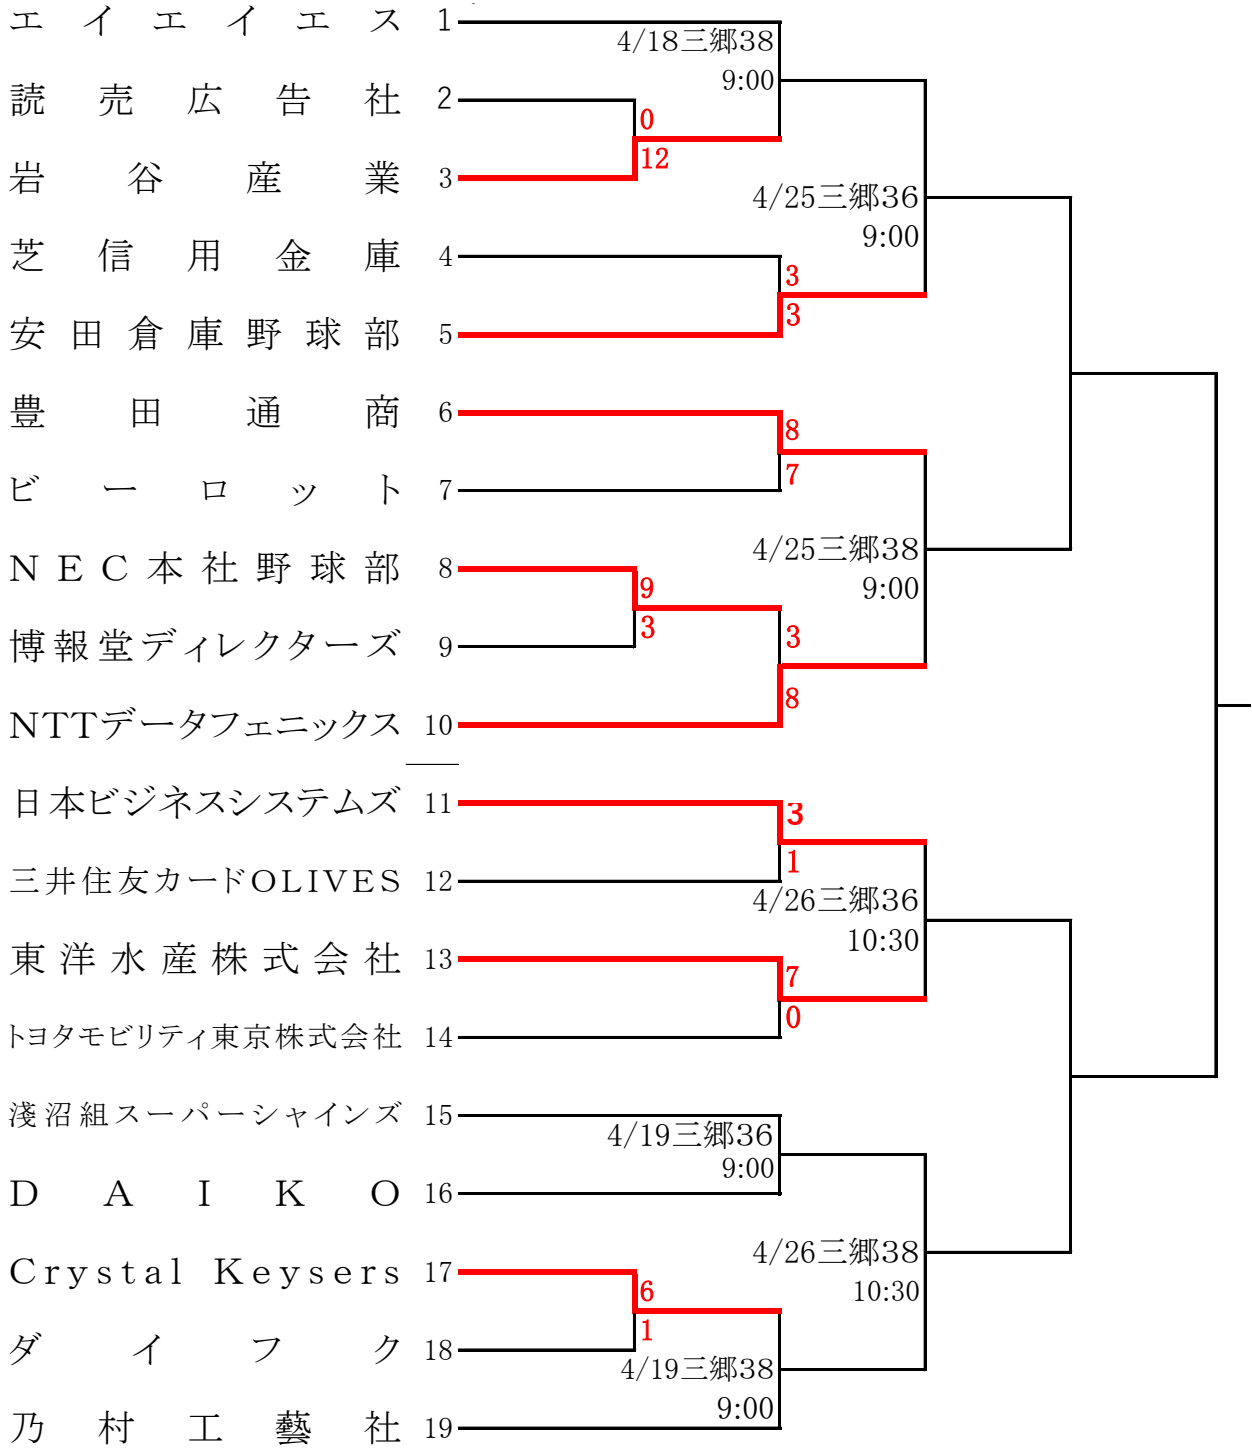 エイエイエス 1
4/18三郷38
9:00
読売広告社 2
0
12
岩谷産業 3
4/25三郷36
9:00
芝信用金庫 4
3
3
安田倉庫野球部 5
豊田通商 6
8
7
ビーロット 7
4/25三郷38
9:00
NEC本社野球部 8
9
3
博報堂ディレクターズ 9
3
8
NTTデータフェニックス 10
日本ビジネスシステムズ 11
3
1
三井住友カードOLIVES 12
4/26三郷36
10:30
東洋水産株式会社 13
7
0
トヨタモビリティ東京株式会社 14
淺沼組スーパーシャインズ 15
4/19三郷36
9:00
DAIKO 16
4/26三郷38
10:30
Crystal Keysers 17
6
1
ダイフク 18
4/19三郷38
9:00
乃村工藝社 19